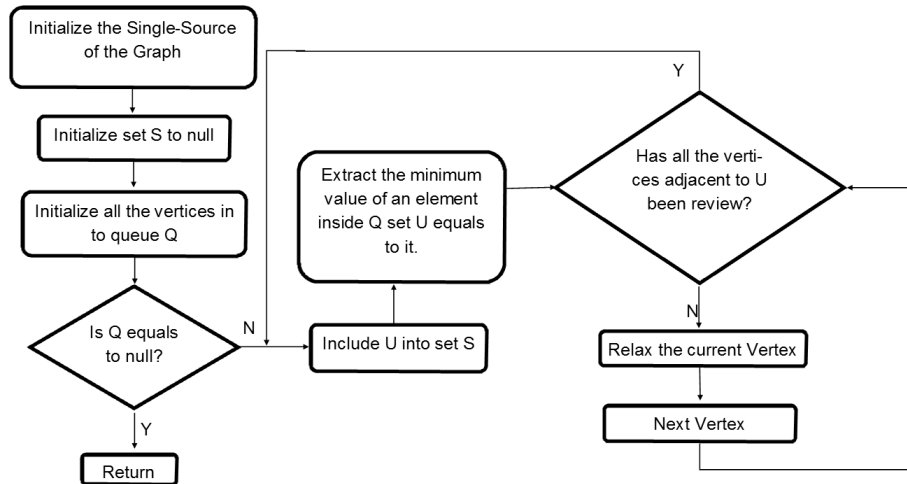 Initialize the Single-Source
of the Graph
Initialize set S to null
Initialize all the vertices in
to queue Q
Is Q equals
to null?
N
Y
Return
Include U into set S
Extract the minimum
value of an element
inside Q set U equals
to it.
Y
Has all the verti-
ces adjacent to U
been review?
N
Relax the current Vertex
Next Vertex